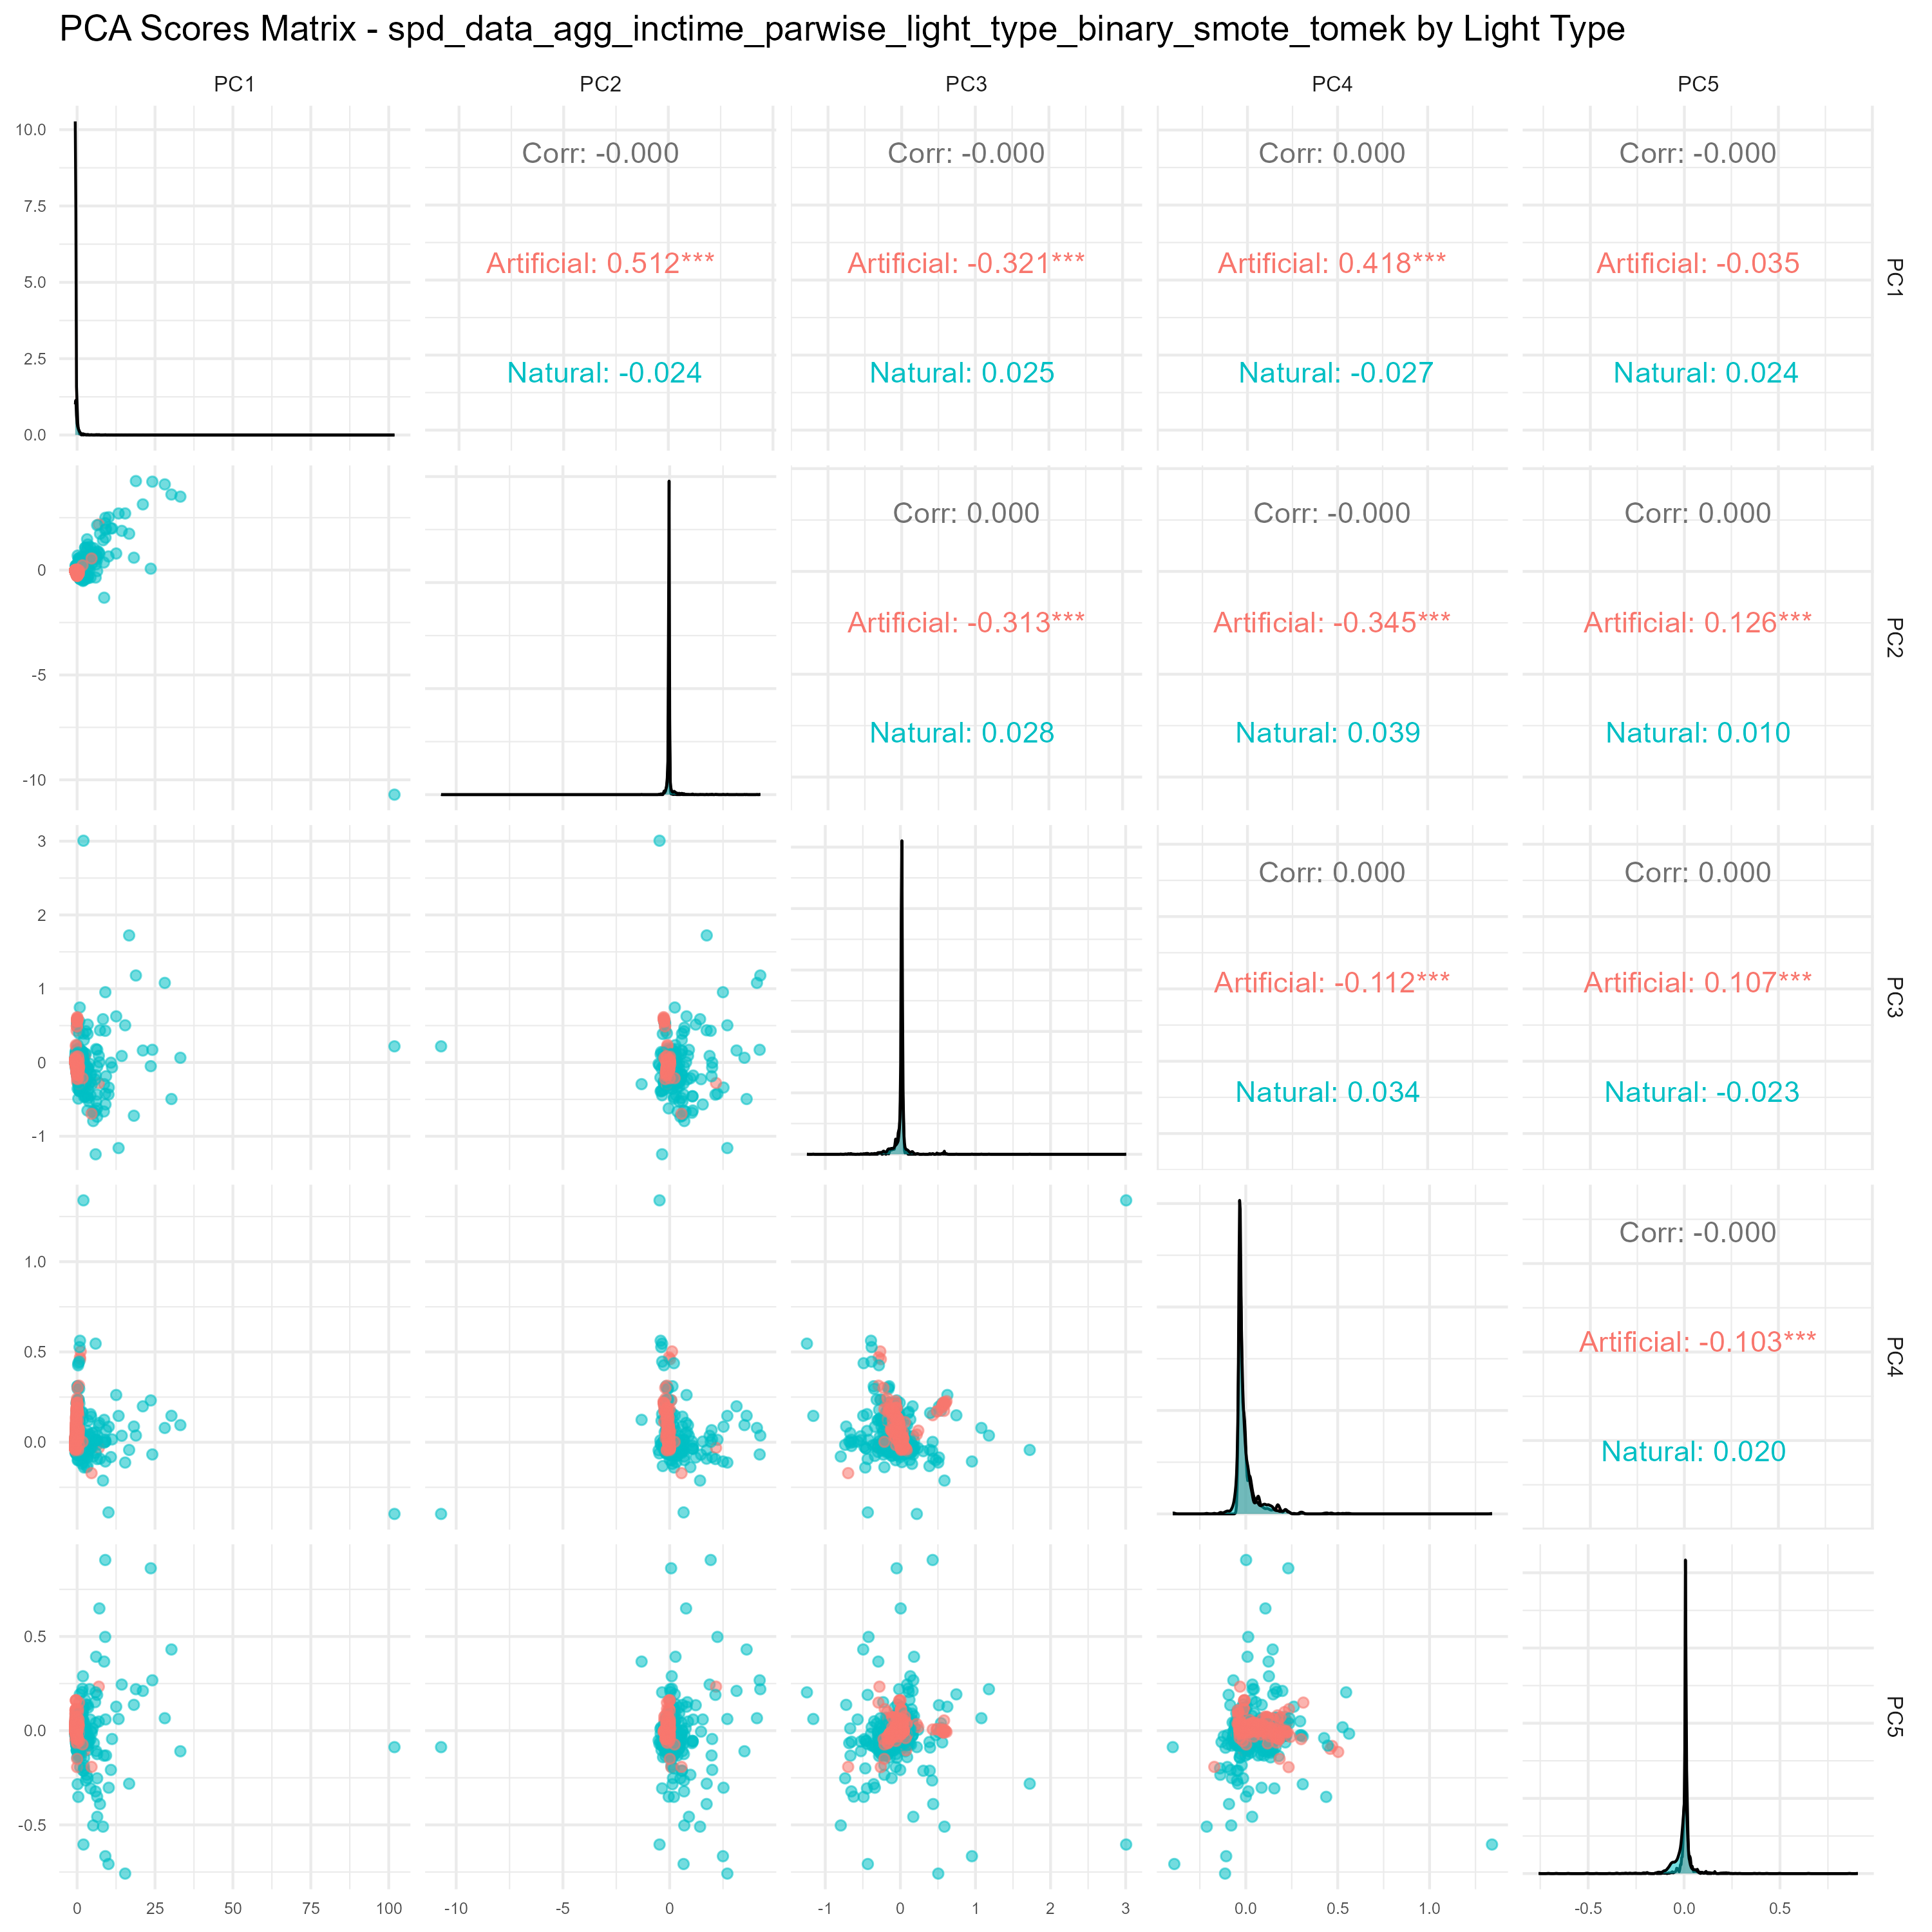 PCA Scores Matrix - spd_data_agg_inctime_parwise_light_type_binary_smote_tomek by Light Type
PC1 PC2 PC3 PC4 PC5
10.0
7.5
5.0
2.5
0.0
Corr: -0.000
Artificial: 0.512***
Natural: -0.024
Corr: -0.000
Artificial: -0.321***
Natural: 0.025
Corr: 0.000
Artificial: 0.418***
Natural: -0.027
Corr: -0.000
Artificial: -0.035
Natural: 0.024
PC1
0
-5
-10
Corr: 0.000
Artificial: -0.313***
Natural: 0.028
Corr: -0.000
Artificial: -0.345***
Natural: 0.039
Corr: 0.000
Artificial: 0.126***
Natural: 0.010
PC2
3
2
1
0
-1
Corr: 0.000
Artificial: -0.112***
Natural: 0.034
Corr: 0.000
Artificial: 0.107***
Natural: -0.023
PC3
1.0
0.5
0.0
Corr: -0.000
Artificial: -0.103***
Natural: 0.020
PC4
0.5
0.0
-0.5
PC5
0 25 50 75 100
-10 -5 0
-1 0 1 2 3
0.0 0.5 1.0
-0.5 0.0 0.5